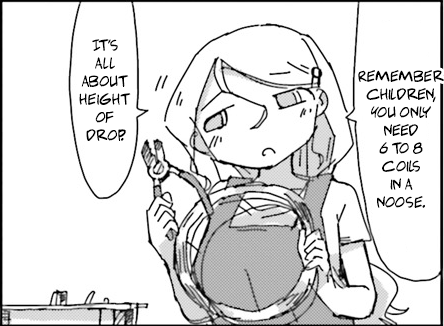 REMEMBER
CHILDREN,
YOU ONLY
NEED
6 TO 8
COILS
IN A
NOOSE.
IT'S
ALL
ABOUT
HEIGHT
OF
DROP.